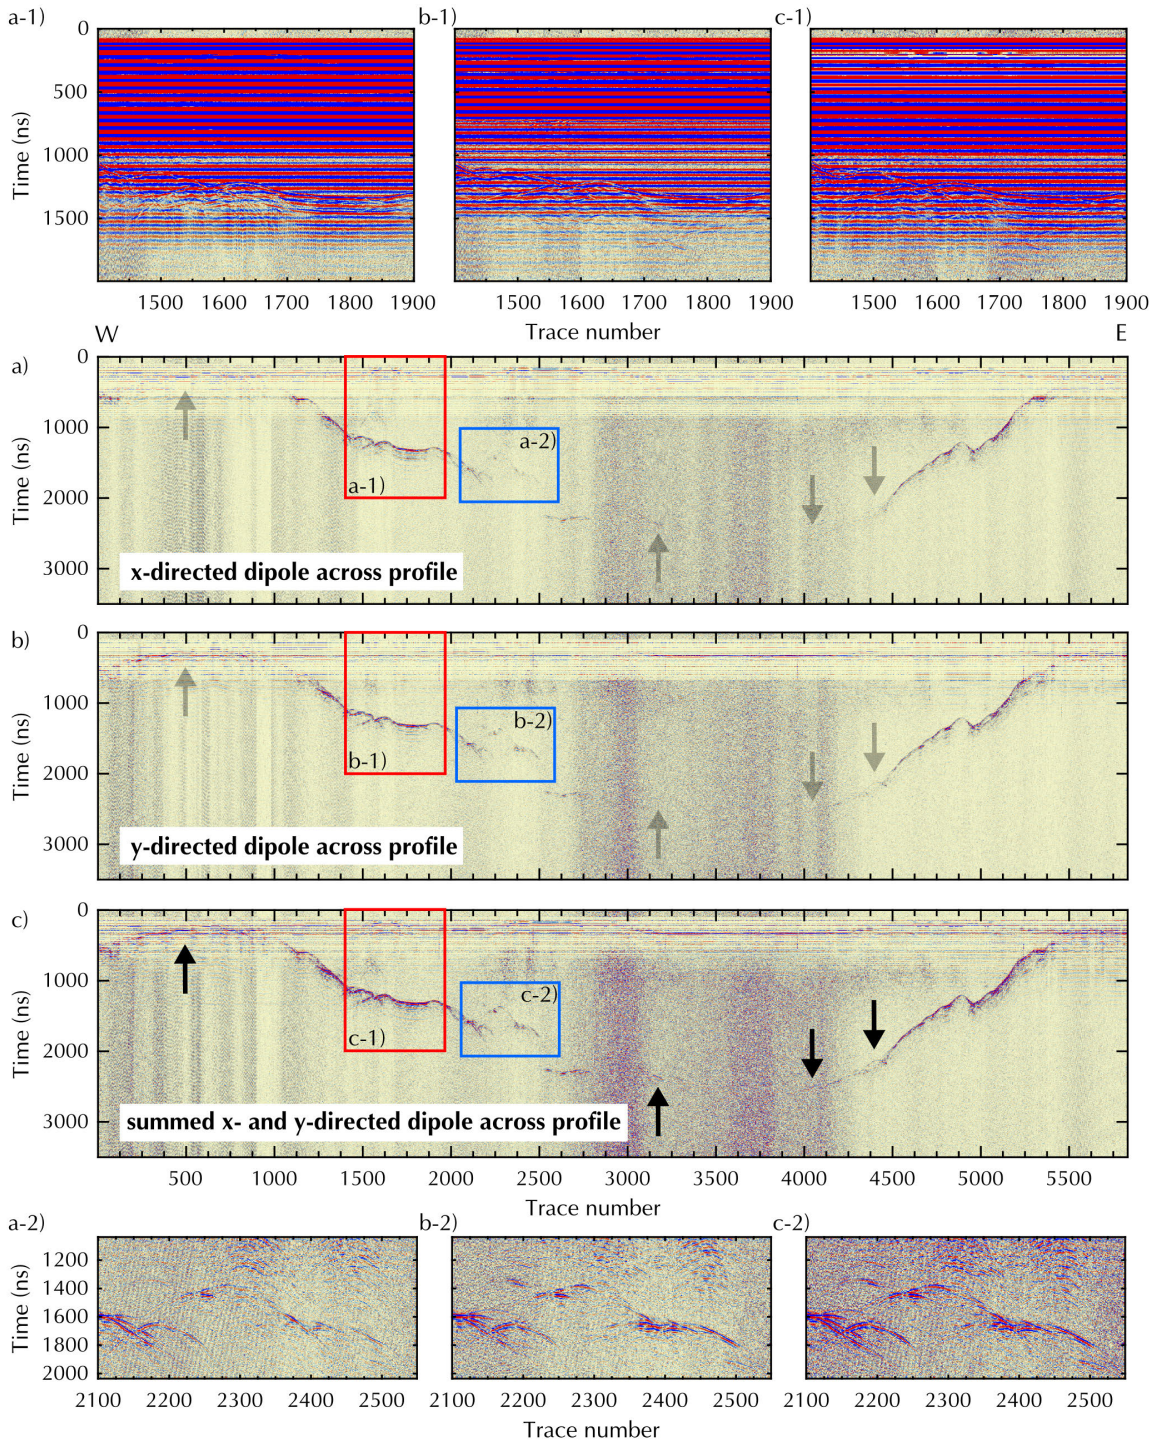 a-1) b-1) c-1)
0
500
1000
1500
Time (ns)
1500 1600 1700 1800 1900 1500 1600 1700 1800 1900 1500 1600 1700 1800 1900
W Trace number E
a)
0
1000
2000
3000
Time (ns)
a-1)
a-2)
x-directed dipole across profile
b)
0
1000
2000
3000
Time (ns)
b-1)
b-2)
y-directed dipole across profile
c)
0
1000
2000
3000
Time (ns)
c-1)
c-2)
summed x- and y-directed dipole across profile
500 1000 1500 2000 2500 3000 3500 4000 4500 5000 5500
Trace number
a-2) b-2) c-2)
1200
1400
1600
1800
2000
Time (ns)
2100 2200 2300 2400 2500 2100 2200 2300 2400 2500 2100 2200 2300 2400 2500
Trace number